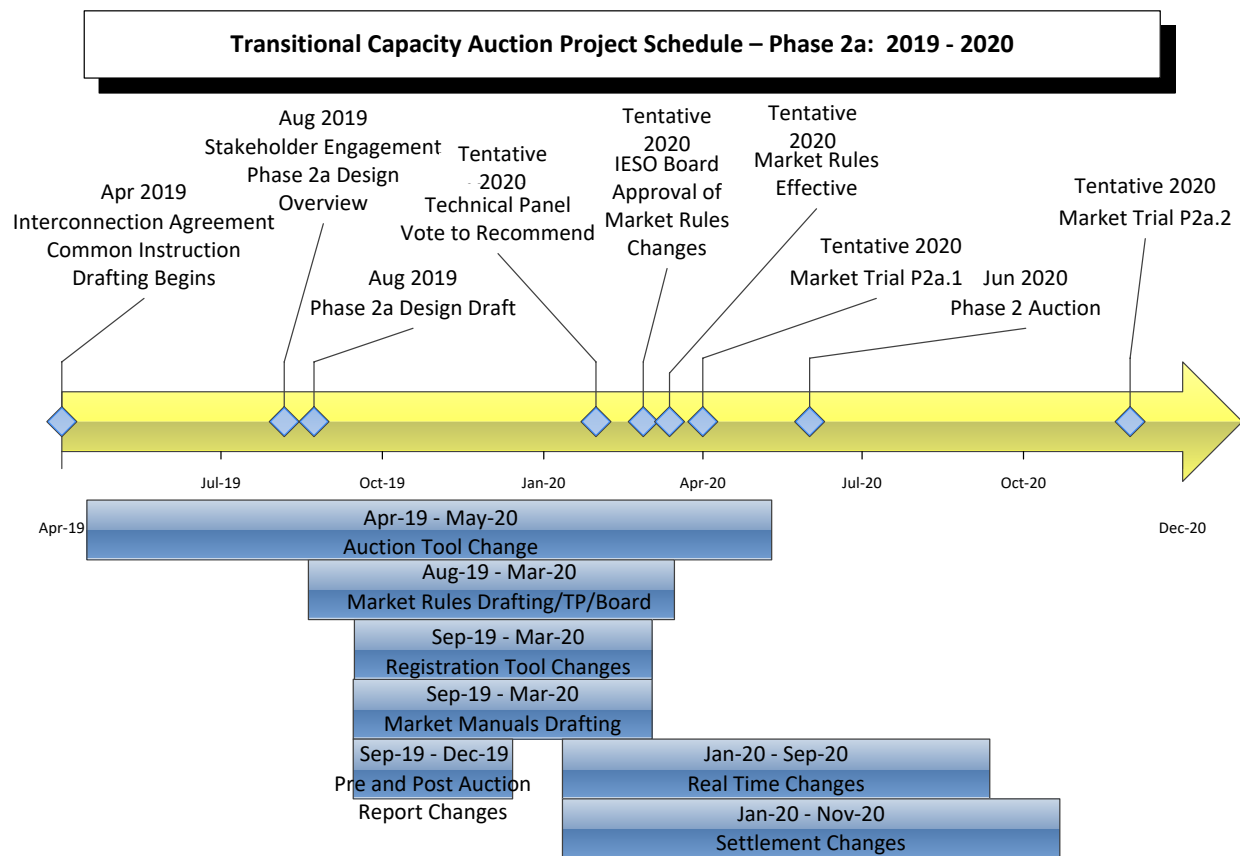 Transitional Capacity Auction Project Schedule – Phase 2a:  2019 - 2020
Apr 2019
Interconnection Agreement
Common Instruction
Drafting Begins
Aug 2019
Stakeholder Engagement
Phase 2a Design
Overview
Aug 2019
Phase 2a Design Draft
Tentative
2020
Technical Panel
Vote to Recommend
Tentative
2020
IESO Board
Approval of
Market Rules
Changes
Tentative
2020
Market Rules
Effective
Tentative 2020
Market Trial P2a.1
Jun 2020
Phase 2 Auction
Tentative 2020
Market Trial P2a.2
Jul-19
Oct-19
Jan-20
Apr-20
Jul-20
Oct-20
Apr-19
Dec-20
Apr-19 - May-20
Auction Tool Change
Aug-19 - Mar-20
Market Rules Drafting/TP/Board
Sep-19 - Mar-20
Registration Tool Changes
Sep-19 - Mar-20
Market Manuals Drafting
Sep-19 - Dec-19
Pre and Post Auction
Report Changes
Jan-20 - Sep-20
Real Time Changes
Jan-20 - Nov-20
Settlement Changes